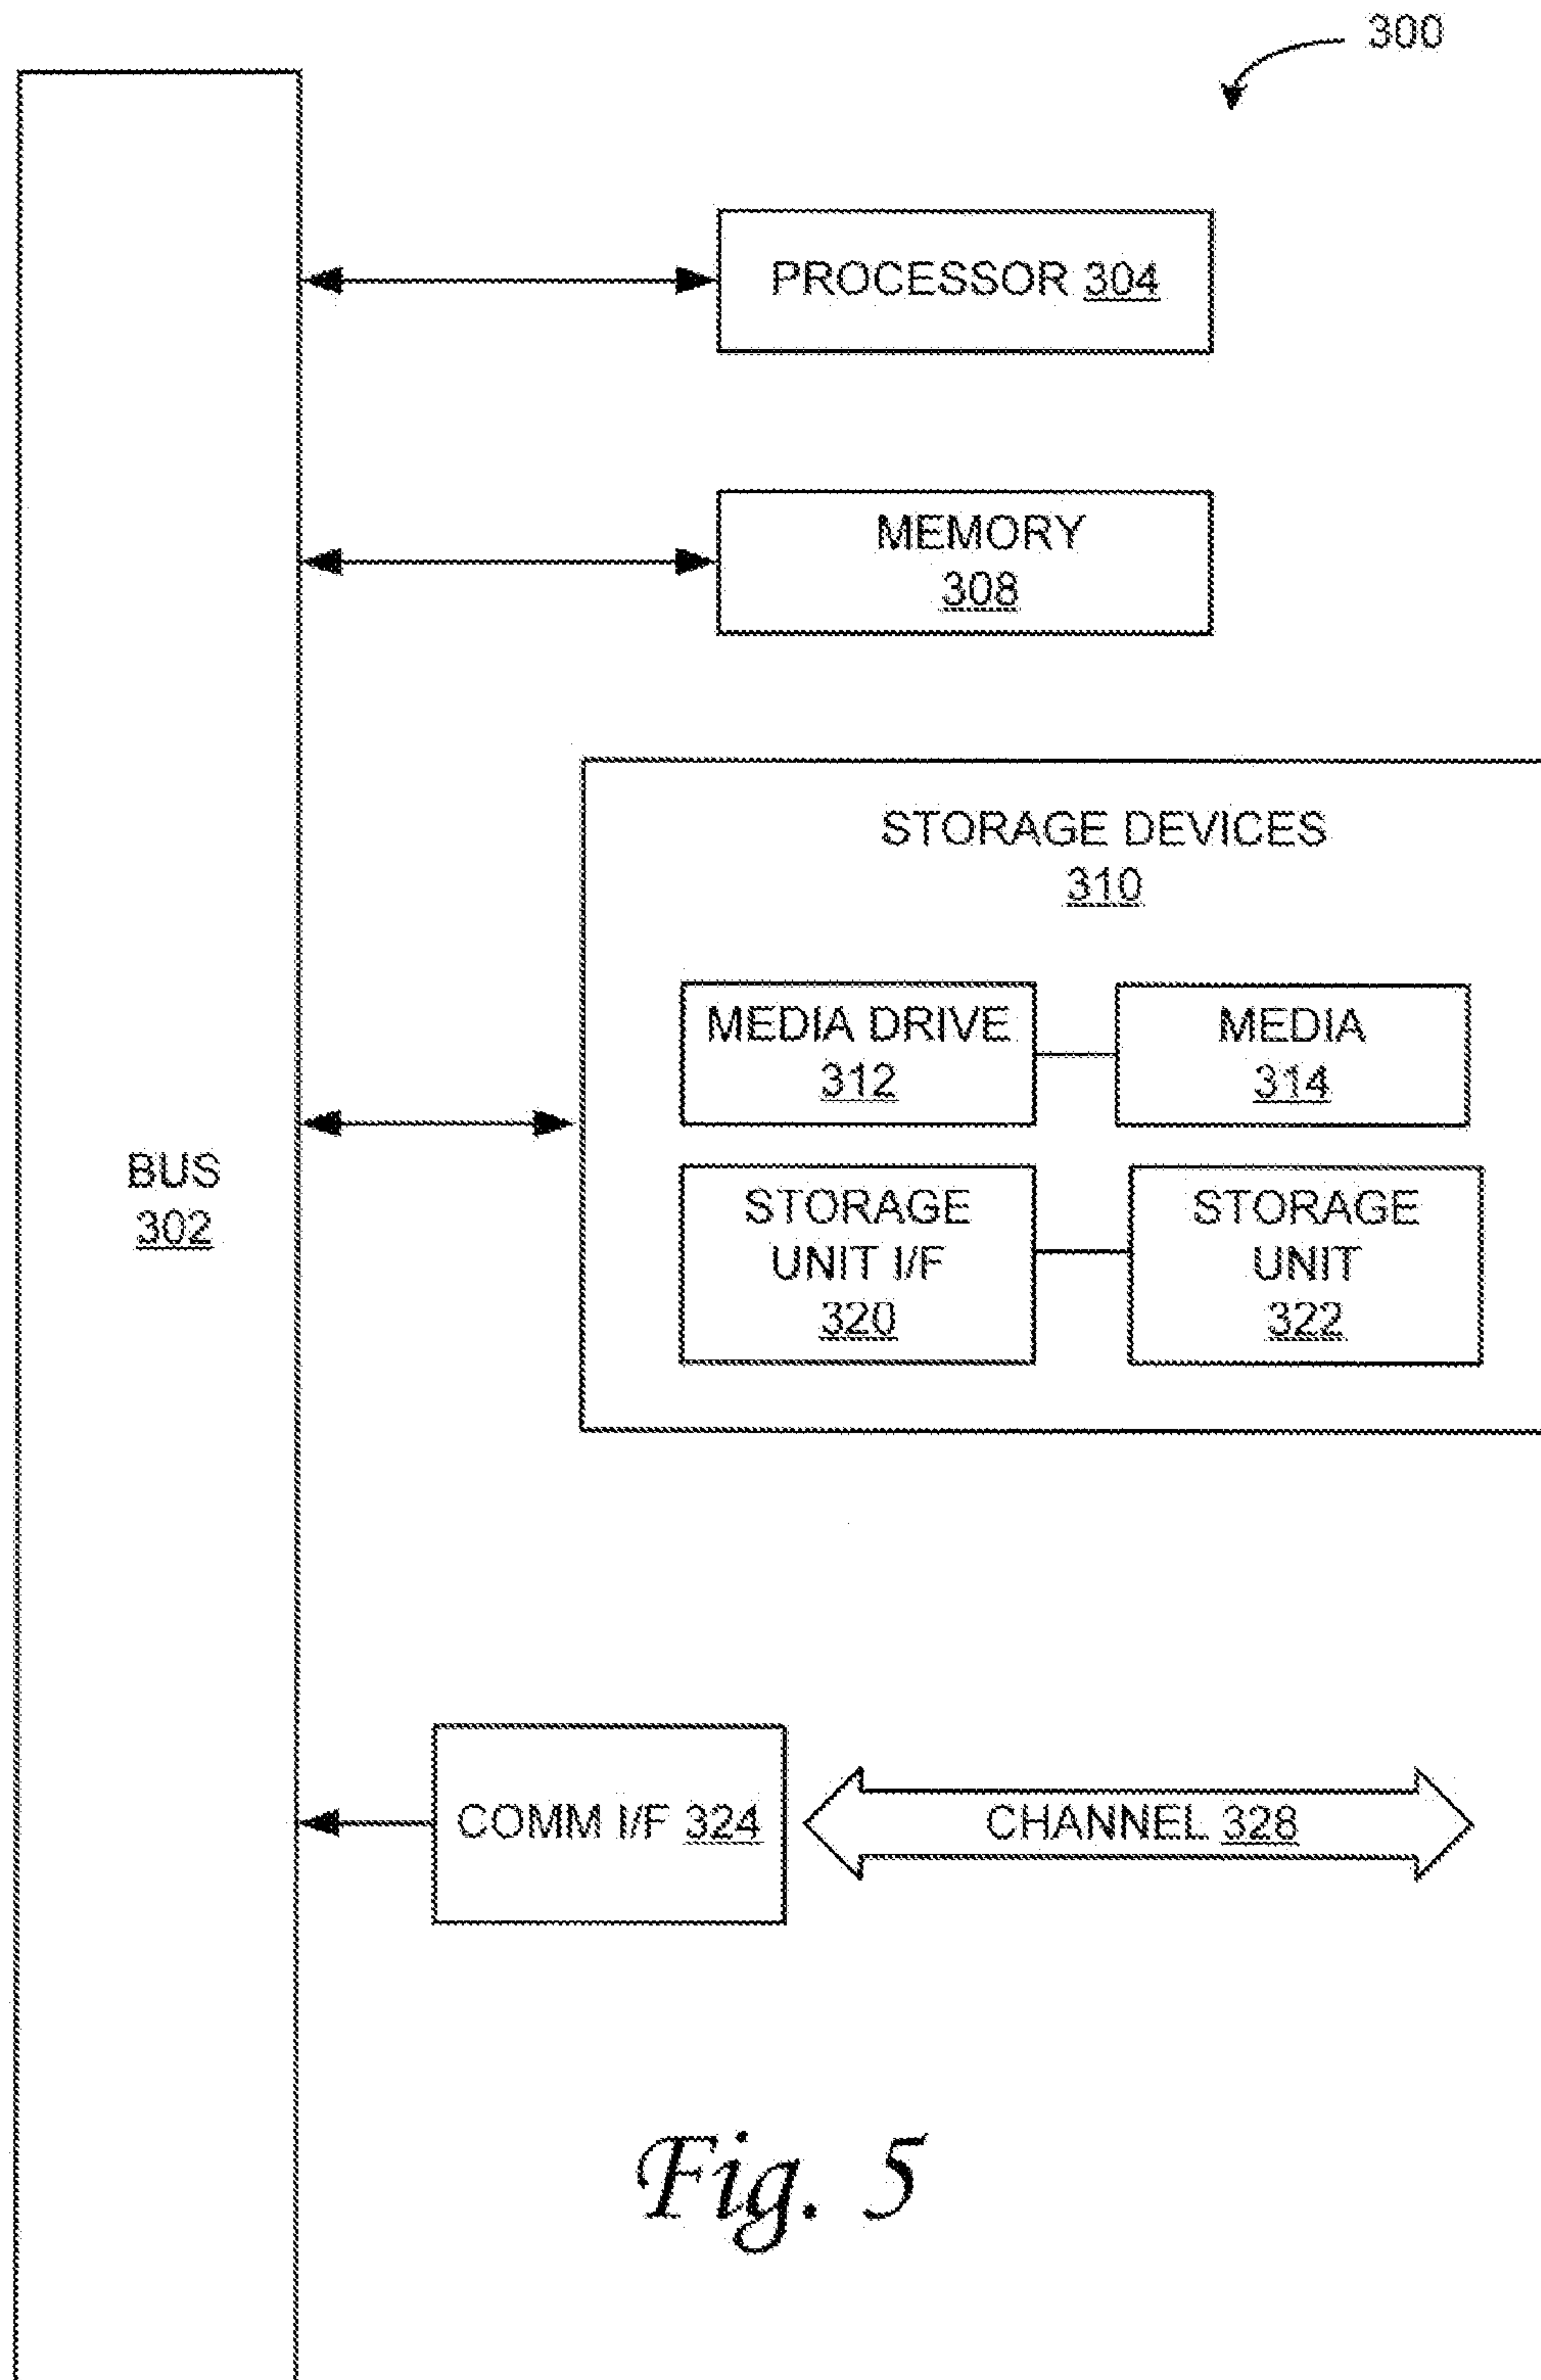 300
PROCESSOR 304
MEMORY
308
STORAGE DEVICES
310
MEDIA DRIVE
312
MEDIA
314
BUS
302
STORAGE
UNIT I/F
320
STORAGE
UNIT
322
COMM I/F 324
CHANNEL 328
Fig. 5